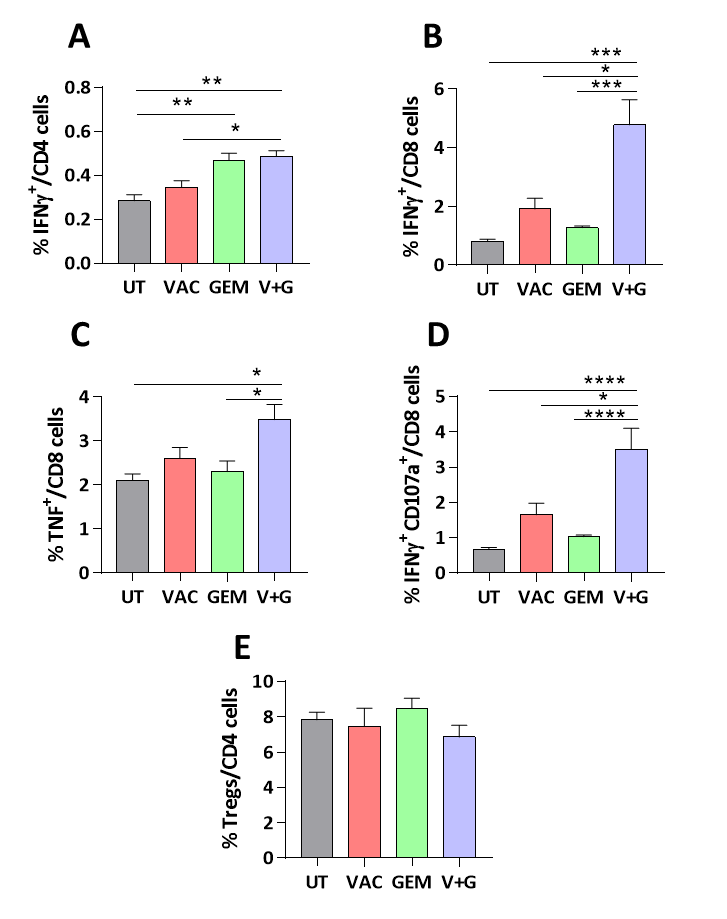 A
% IFNγ⁺/CD4 cells
0.8
0.6
0.4
0.2
0.0
**
**
*
UT VAC GEM V+G
B
% IFNγ⁺/CD8 cells
6
4
2
0
***
*
***
UT VAC GEM V+G
C
% TNF⁺/CD8 cells
4
3
2
1
0
*
*
UT VAC GEM V+G
D
% IFNγ⁺ CD107a⁺/CD8 cells
5
4
3
2
1
0
****
*
****
UT VAC GEM V+G
E
% Tregs/CD4 cells
10
8
6
4
2
0
UT VAC GEM V+G